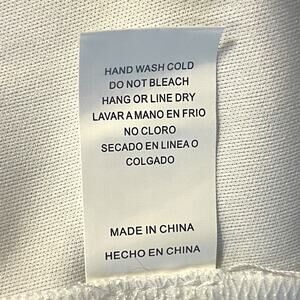 HAND WASH COLD
DO NOT BLEACH
HANG OR LINE DRY
LAVAR A MANO EN FRIO
NO CLORO
SECADO EN LINEA O
COLGADO
MADE IN CHINA
HECHO EN CHINA